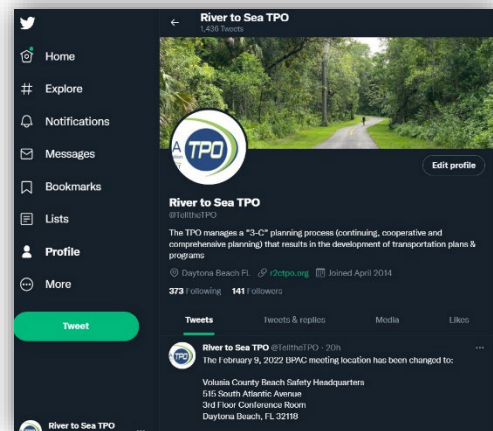 River to Sea TPO
1,436 Tweets
Home
Explore
Notifications
Messages
Bookmarks
Lists
Profile
More
Tweet
TPO
Edit profile
River to Sea TPO
@TelltheTPO
The TPO manages a "3-C" planning process (continuing, cooperative and
comprehensive planning) that results in the development of transportation plans &
programs
Daytona Beach FL r2ctpo.org Joined April 2014
373 Following 141 Followers
Tweets Tweets & replies Media Likes
River to Sea TPO @TelltheTPO · 20h
The February 9, 2022 BPAC meeting location has been changed to:
Volusia County Beach Safety Headquarters
515 South Atlantic Avenue
3rd Floor Conference Room
Daytona Beach, FL 32118
TPO
River to Sea TPO